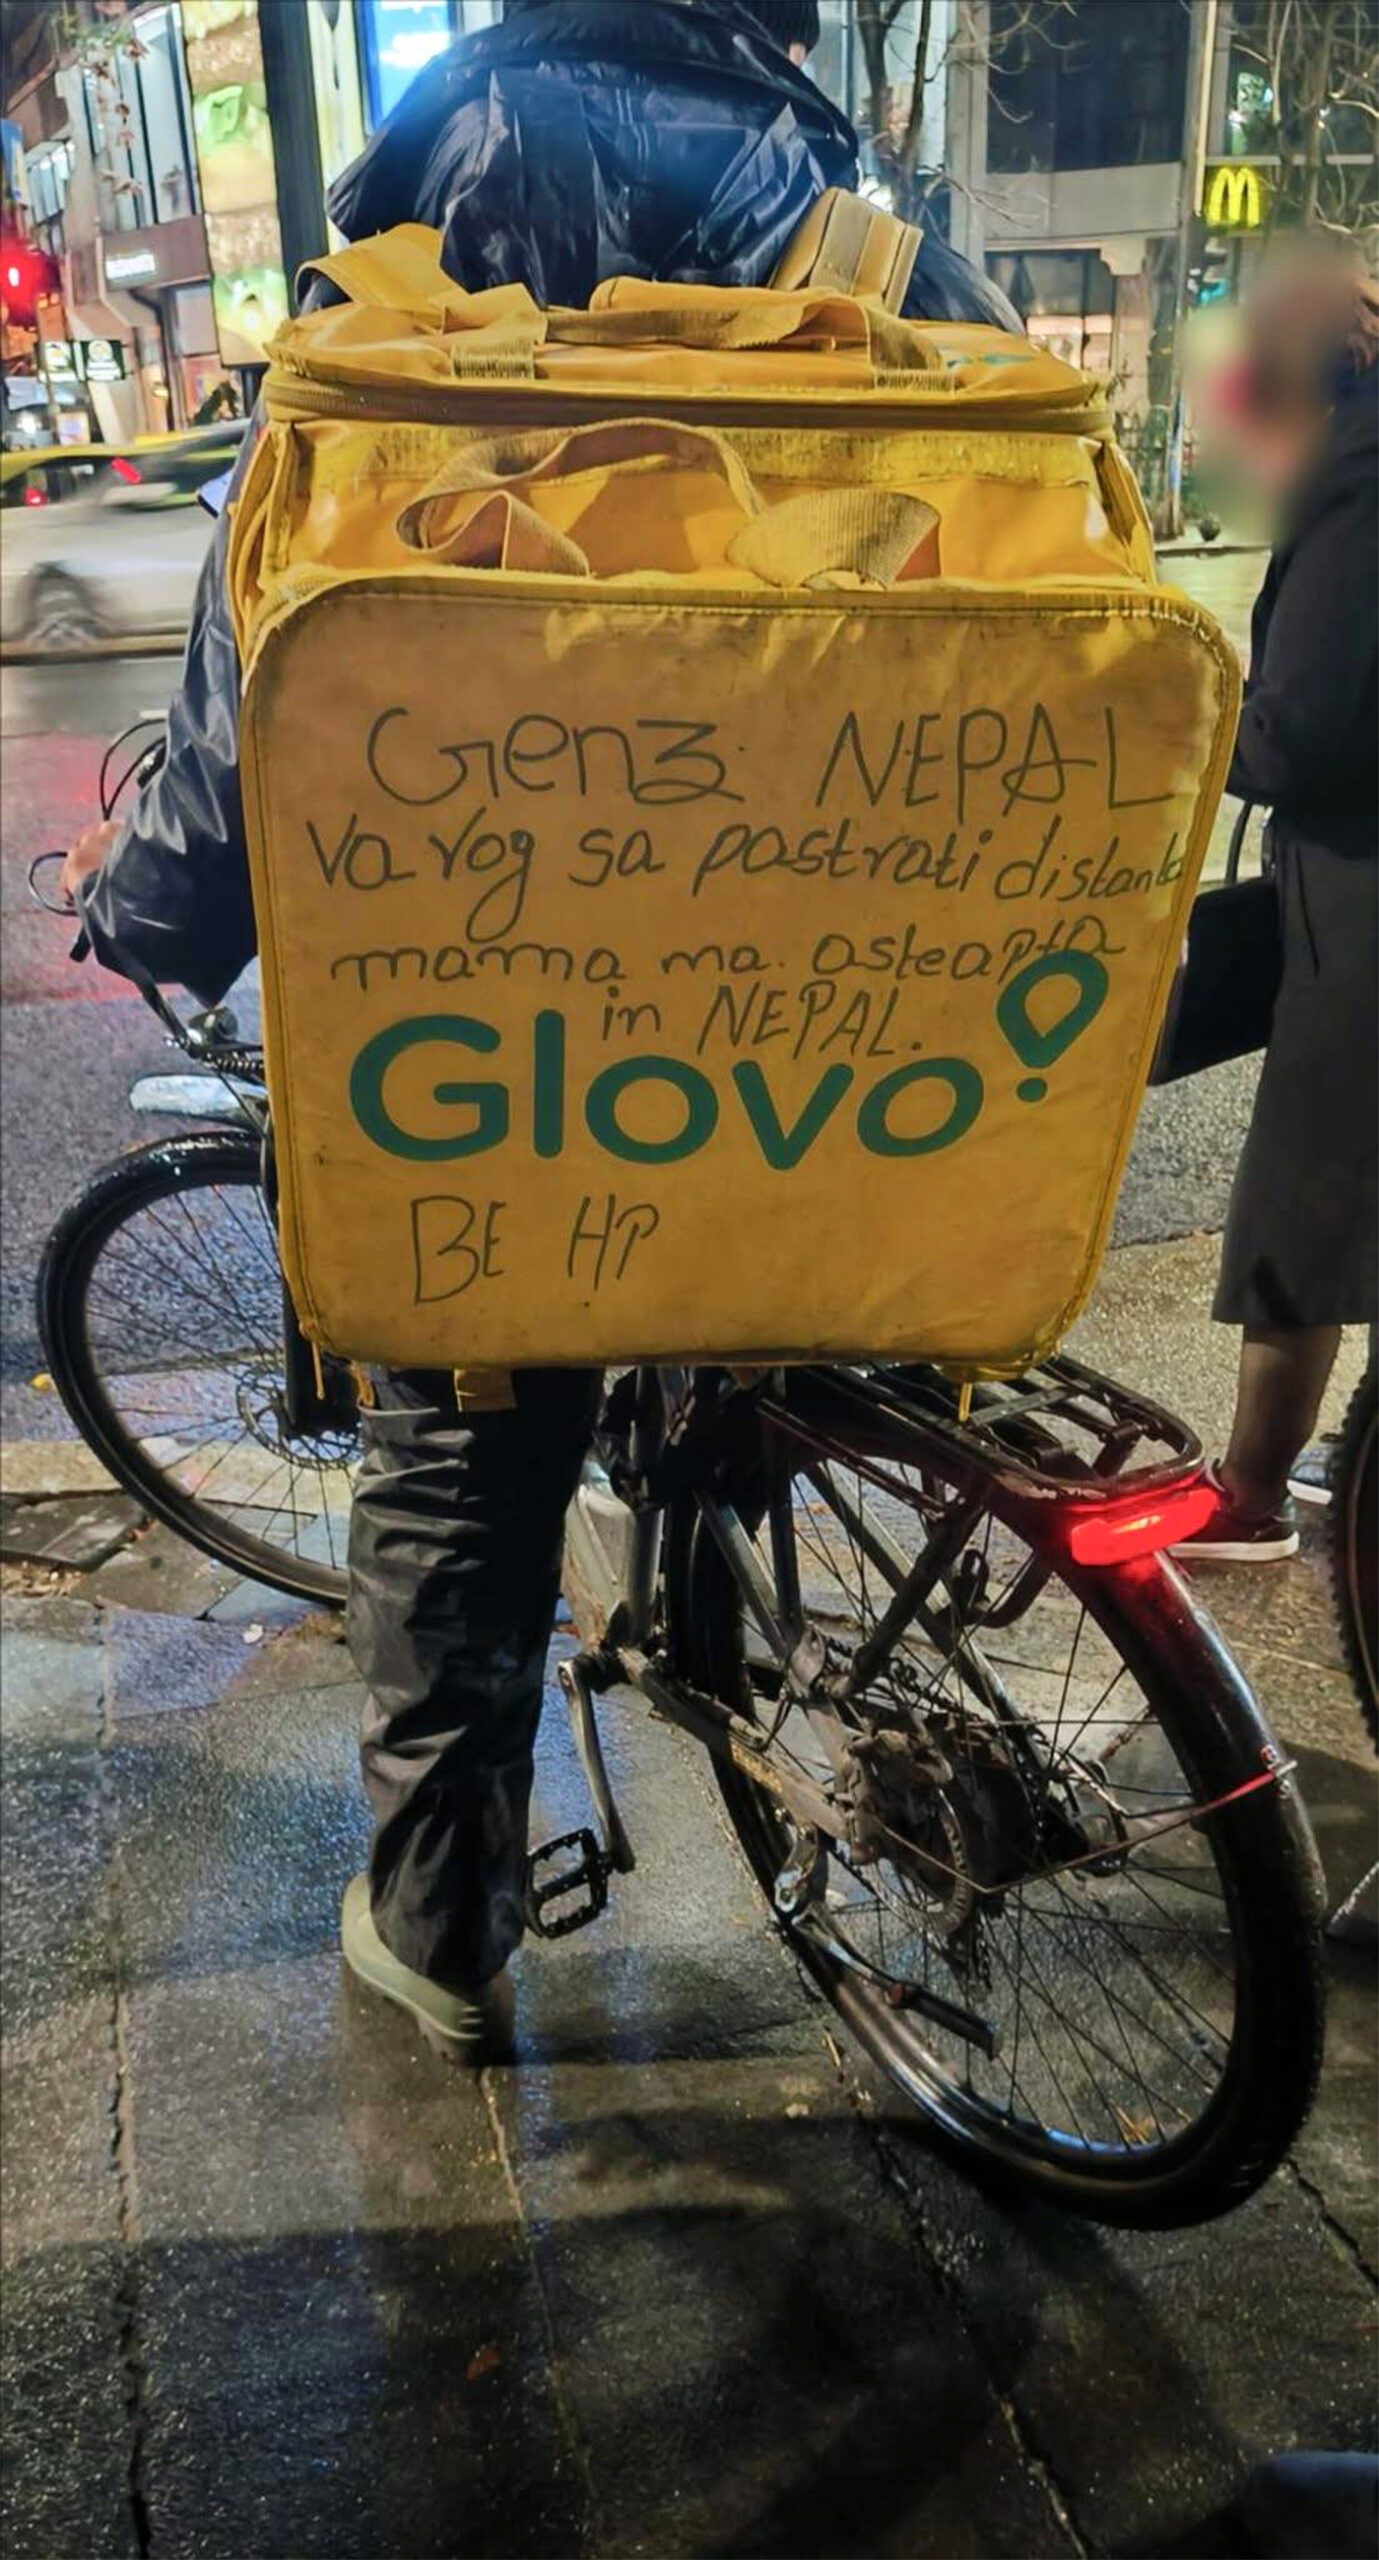 Genz NEPAL
Va rog sa pastrati distanta
mama ma. asteapta
in NEPAL.
Glovo
BE HP